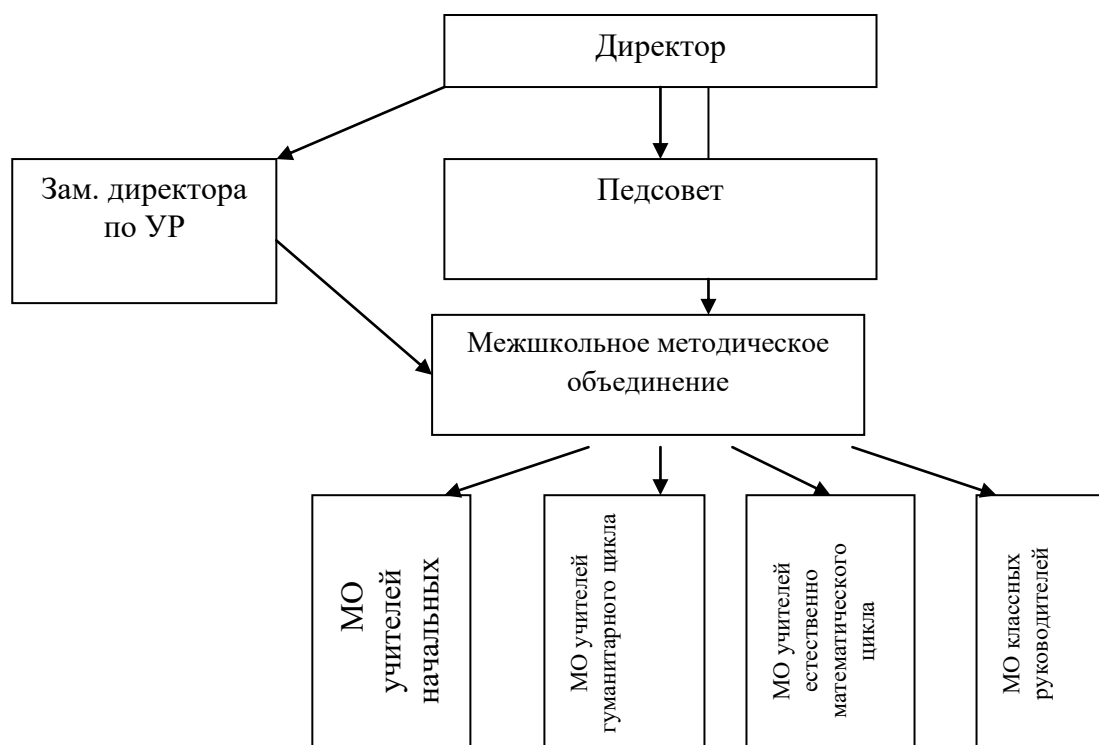 Директор
Зам. директора
по УР
Педсовет
Межшкольное методическое
объединение
МО
учителей
начальных
МО учителей
гуманитарного цикла
МО учителей
естественно
математического
цикла
МО классных
руководителей